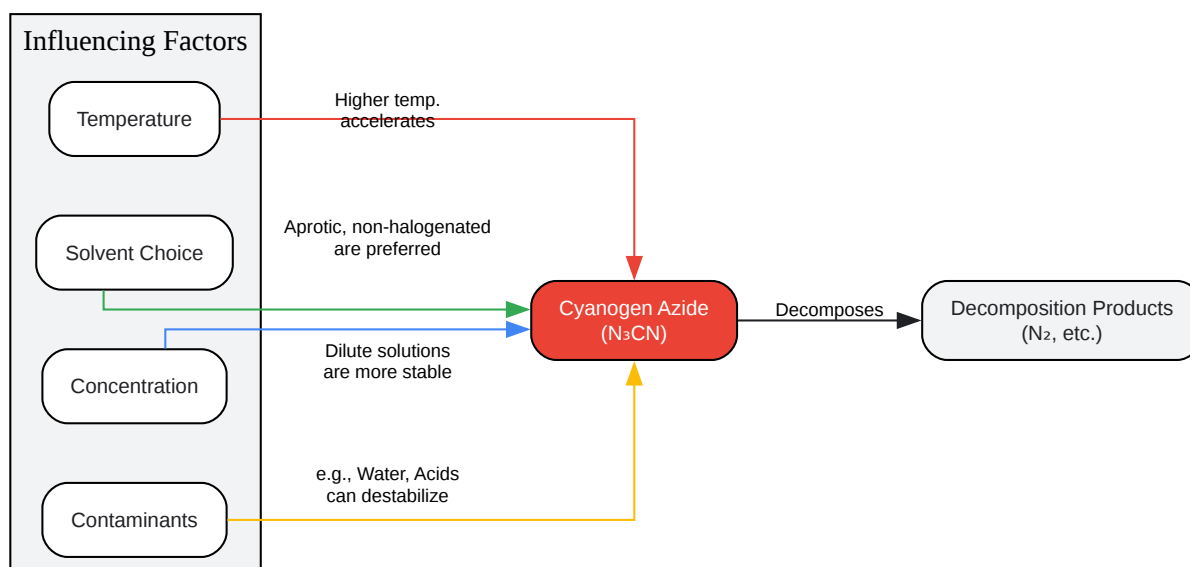 Influencing Factors
Temperature
Higher temp.
accelerates
Solvent Choice
Aprotic, non-halogenated
are preferred
Cyanogen Azide
(N₃CN)
Decomposes
Decomposition Products
(N₂, etc.)
Concentration
Dilute solutions
are more stable
Contaminants
e.g., Water, Acids
can destabilize